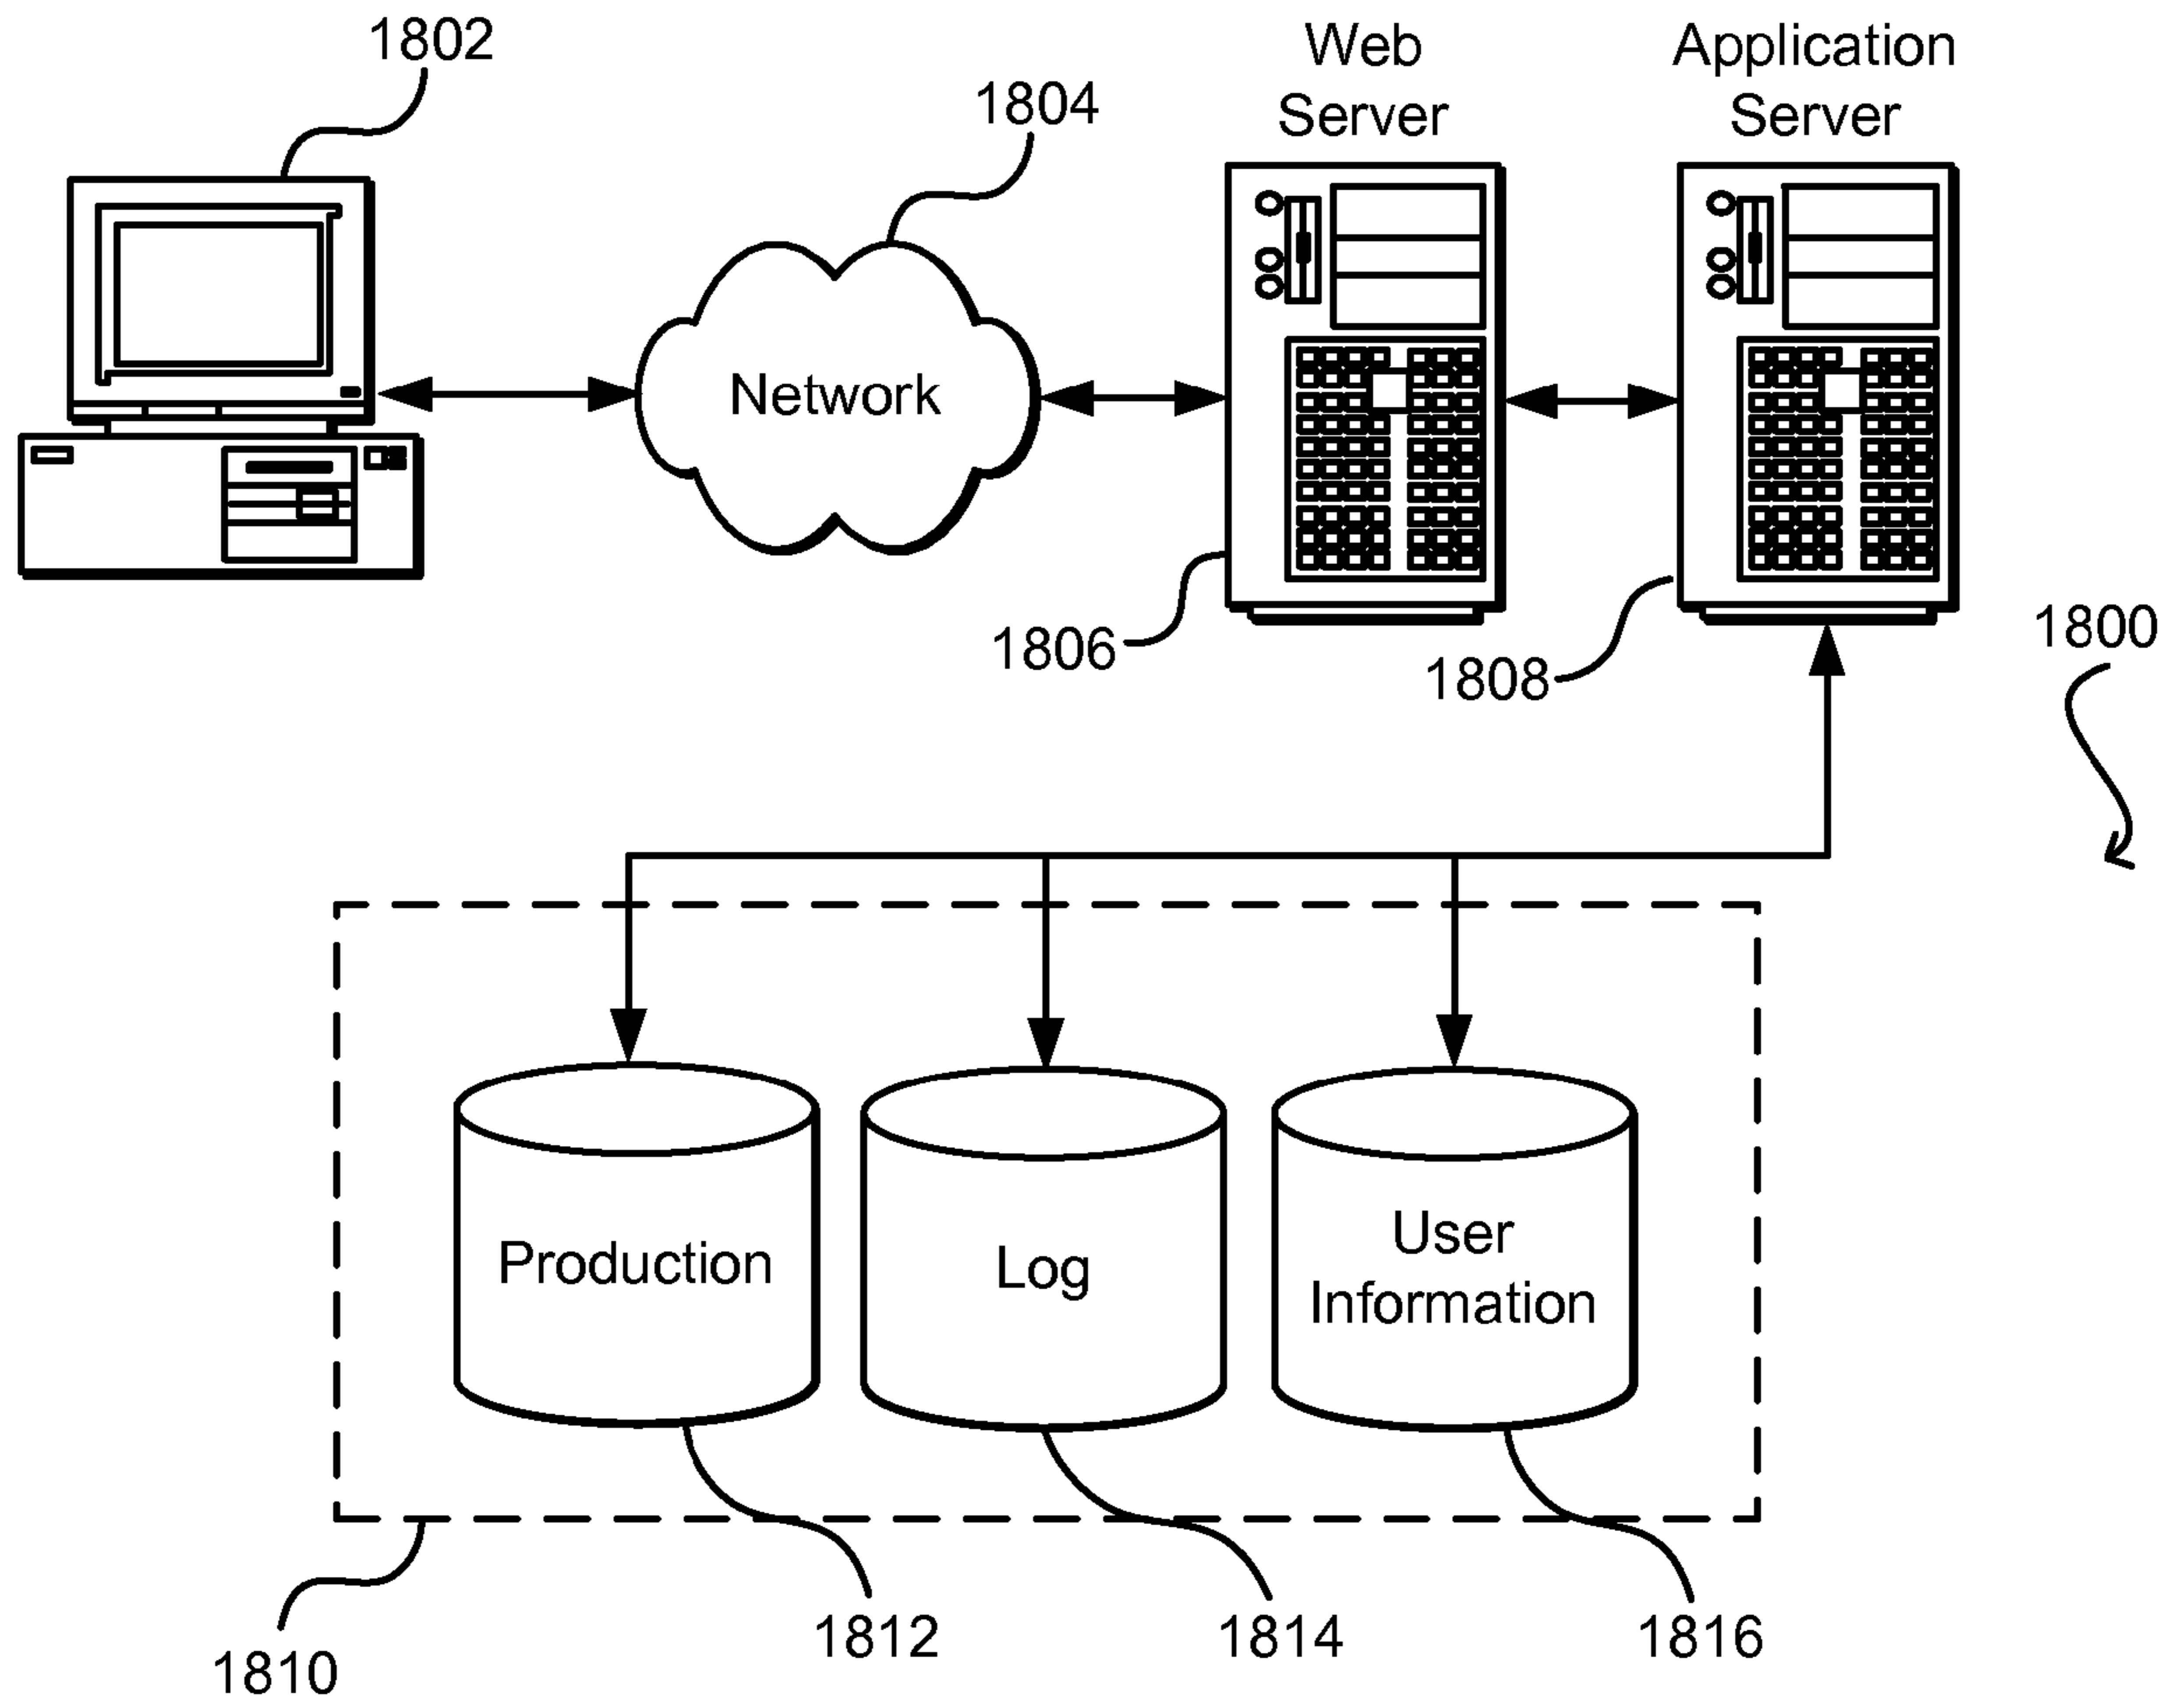 1802
1804
Web
Server
Application
Server
Network
1806
1808
1800
Production
Log
User
Information
1810
1812
1814
1816